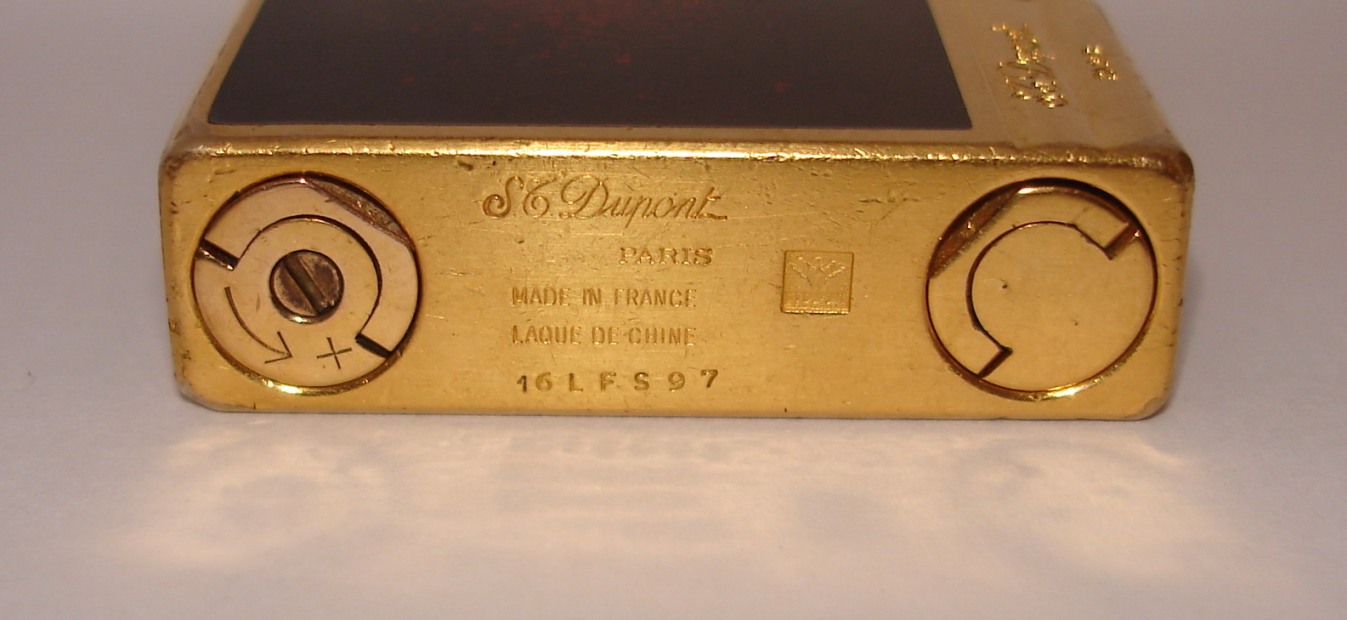 S T Dupont
PARIS
MADE IN FRANCE
LAQUE DE CHINE
16LFS97
+